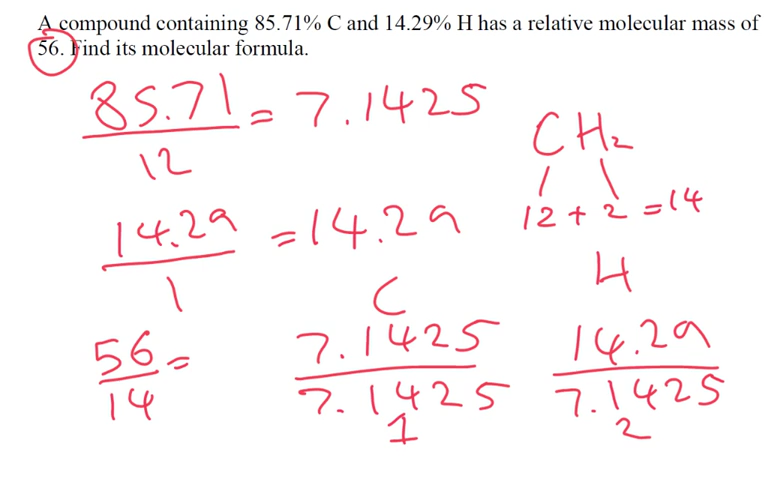 A compound containing 85.71% C and 14.29% H has a relative molecular mass of
56. Find its molecular formula.
85.71/12 = 7.1425
CH₂
12 + 2 = 14
14.29/1 = 14.29
C
H
56/14 =
7.1425/7.1425
1
14.29/7.1425
2